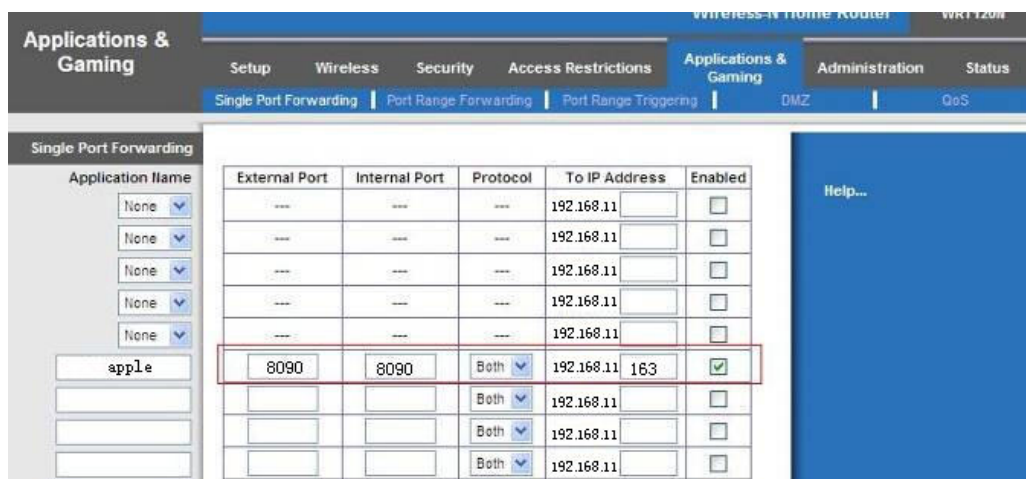 Wireless-N Home Router WRT120N
Applications &
Gaming
Setup Wireless Security Access Restrictions Applications & Gaming Administration Status
Single Port Forwarding Port Range Forwarding Port Range Triggering DMZ QoS
Single Port Forwarding
Application Name External Port Internal Port Protocol To IP Address Enabled
Help...
None --- --- --- 192.168.11
None --- --- --- 192.168.11
None --- --- --- 192.168.11
None --- --- --- 192.168.11
None --- --- --- 192.168.11
apple 8090 8090 Both 192.168.11 163
Both 192.168.11
Both 192.168.11
Both 192.168.11